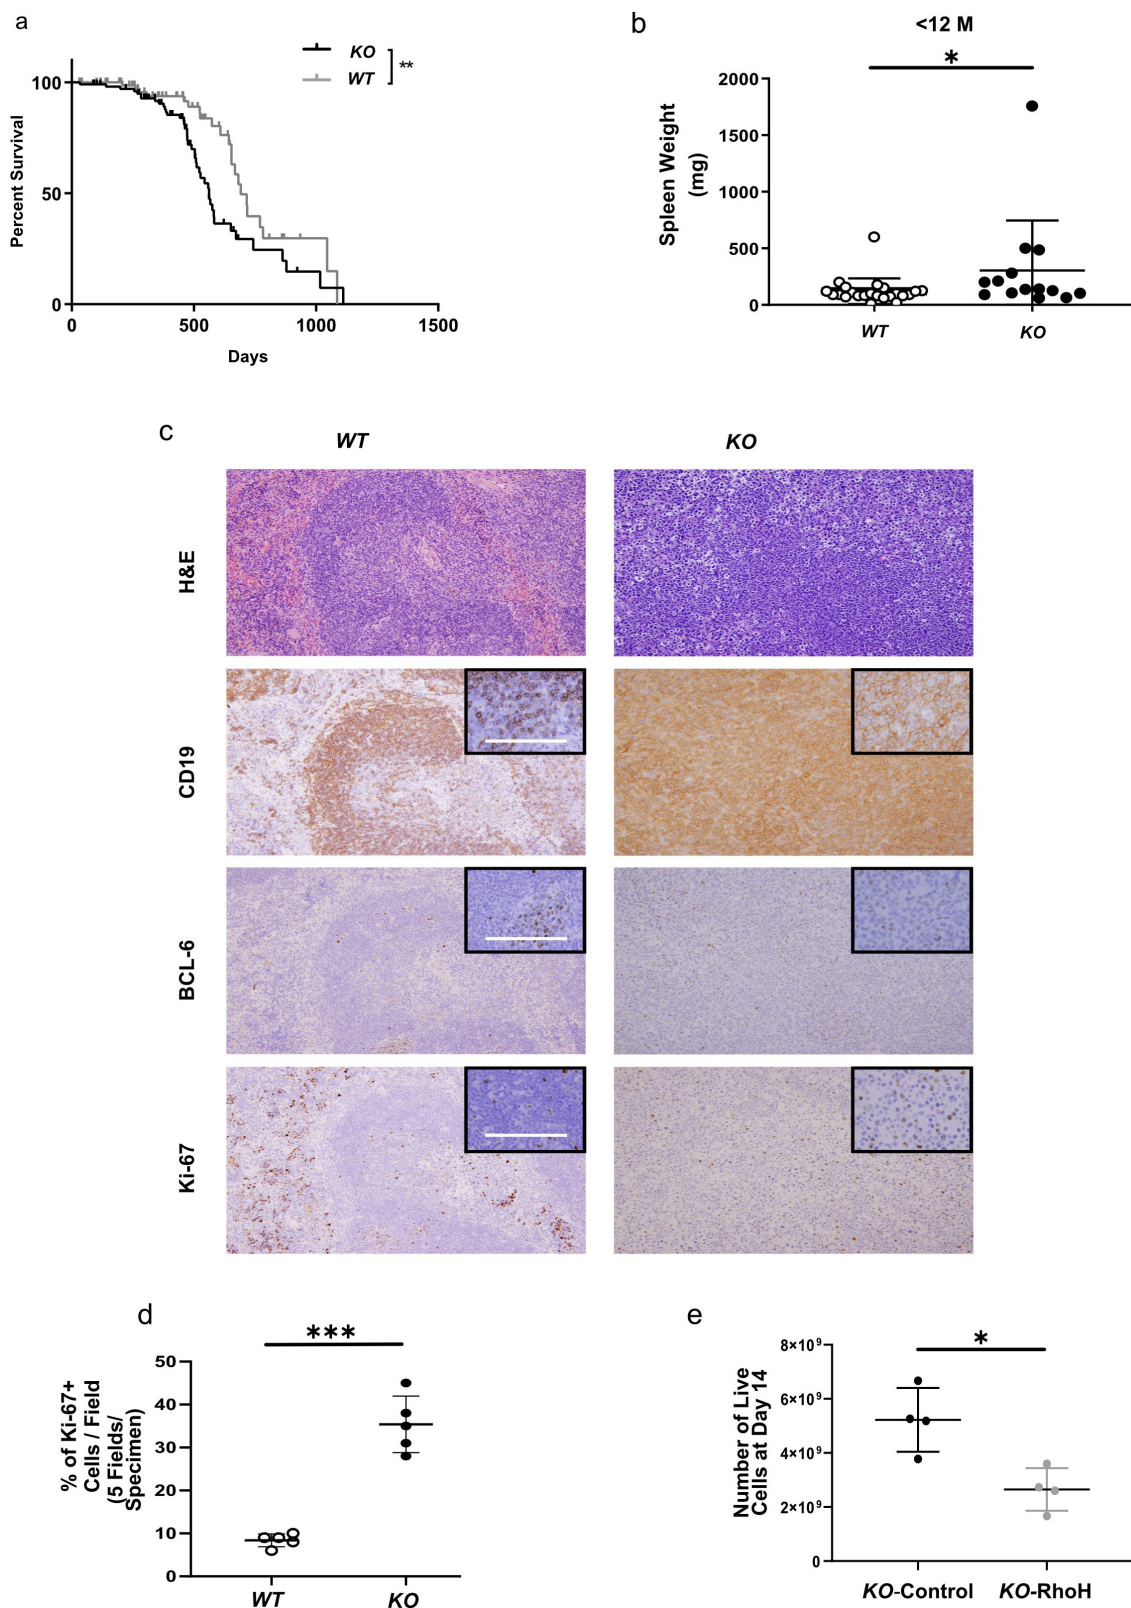 a
KO
WT
**
100
50
0
Percent Survival
0 500 1000 1500
Days
b
<12 M
*
2000
1500
1000
500
0
Spleen Weight
(mg)
WT KO
c
WT KO
H&E
CD19
BCL-6
Ki-67
d
***
50
40
30
20
10
0
% of Ki-67+
Cells / Field
(5 Fields/
Specimen)
WT KO
e
*
8×10⁹
6×10⁹
4×10⁹
2×10⁹
0
Number of Live
Cells at Day 14
KO-Control KO-RhoH